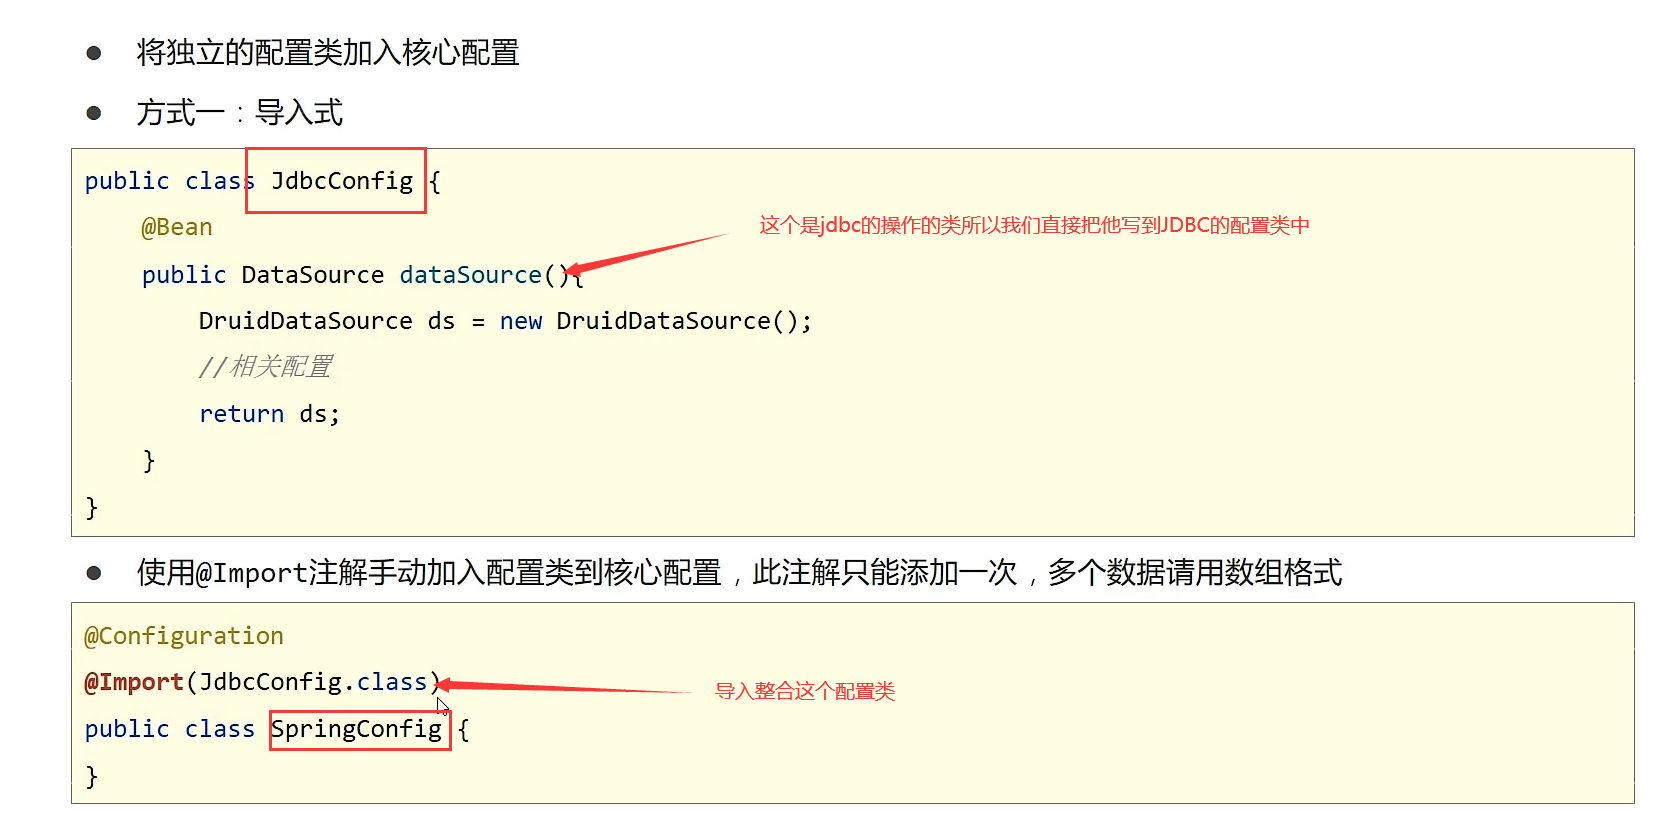 将独立的配置类加入核心配置
方式一：导入式
public class JdbcConfig {
@Bean
这个是jdbc的操作的类所以我们直接把他写到JDBC的配置类中
public DataSource dataSource(){
DruidDataSource ds = new DruidDataSource();
//相关配置
return ds;
}
}
使用@Import注解手动加入配置类到核心配置，此注解只能添加一次，多个数据请用数组格式
@Configuration
@Import(JdbcConfig.class)
导入整合这个配置类
public class SpringConfig {
}